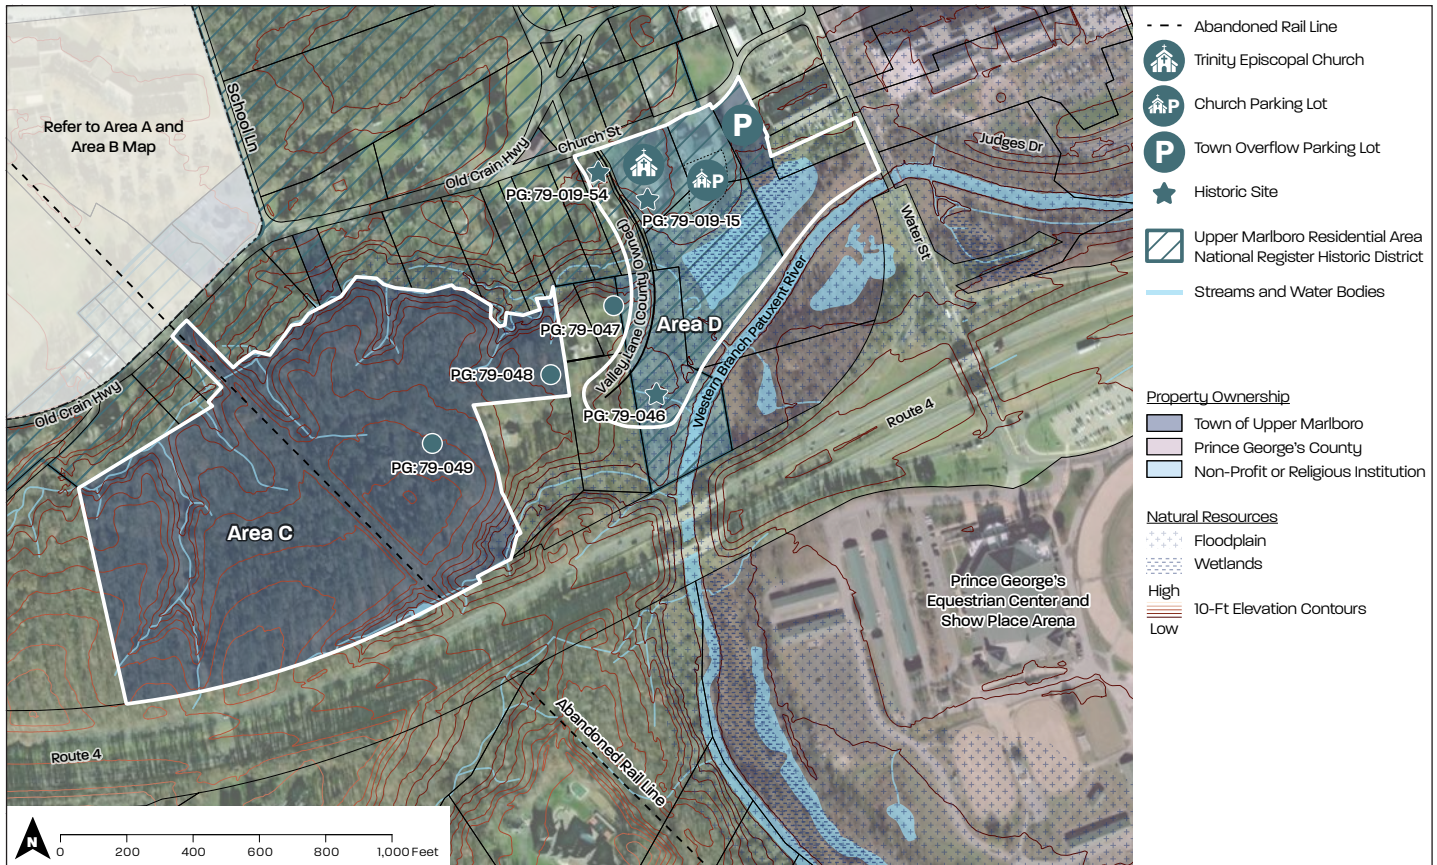 Refer to Area A and
Area B Map
School Ln
Church St
Old Crain Hwy
P
P
PG: 79-019-54
PG: 79-019-15
Judges Dr
Water St
Valley Lane (county owned)
PG: 79-047
Area D
PG: 79-048
PG: 79-046
Western Branch Patuxent River
Old Crain Hwy
PG: 79-049
Route 4
Area C
Prince George's
Equestrian Center and
Show Place Arena
Route 4
Abandoned Rail Line
N
0 200 400 600 800 1,000 Feet
Abandoned Rail Line
Trinity Episcopal Church
P Church Parking Lot
P Town Overflow Parking Lot
Historic Site
Upper Marlboro Residential Area
National Register Historic District
Streams and Water Bodies
Property Ownership
Town of Upper Marlboro
Prince George's County
Non-Profit or Religious Institution
Natural Resources
Floodplain
Wetlands
High
10-Ft Elevation Contours
Low